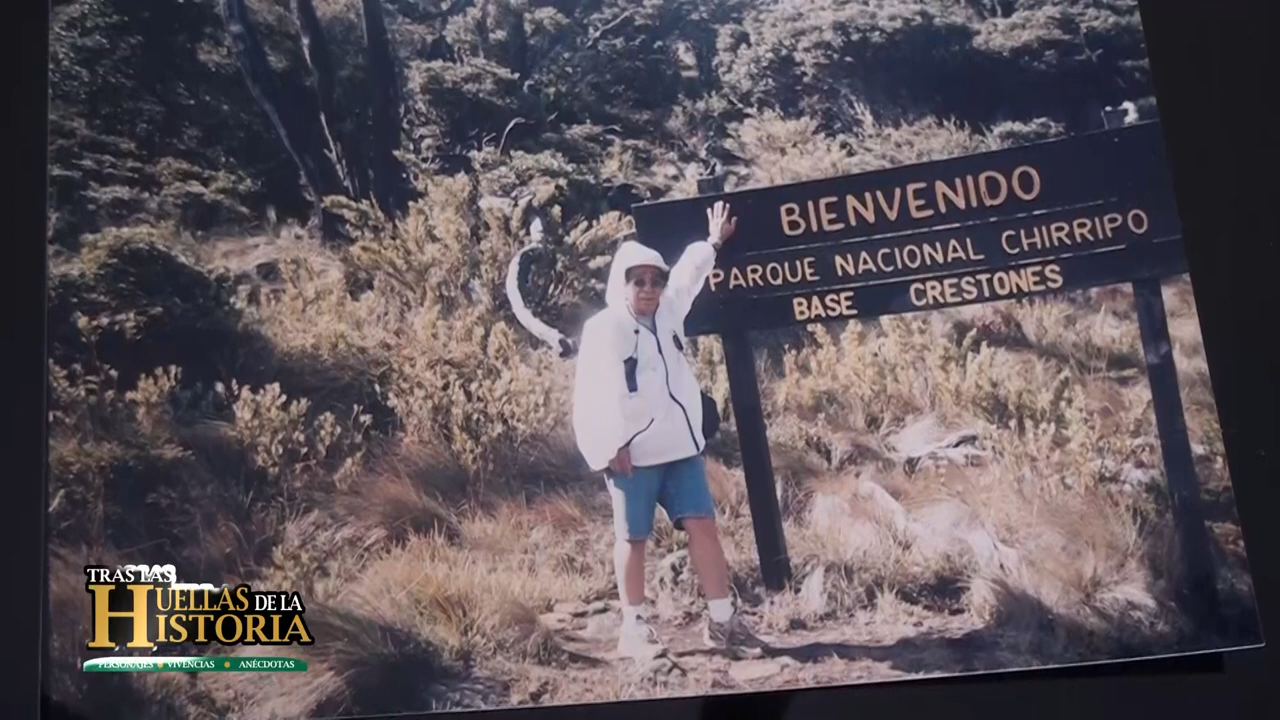 BIENVENIDO
PARQUE NACIONAL CHIRRIPO
BASE CRESTONES
TRAS LAS
HUELLAS DE LA
HISTORIA
PERSONAJES • VIVENCIAS • ANÉCDOTAS